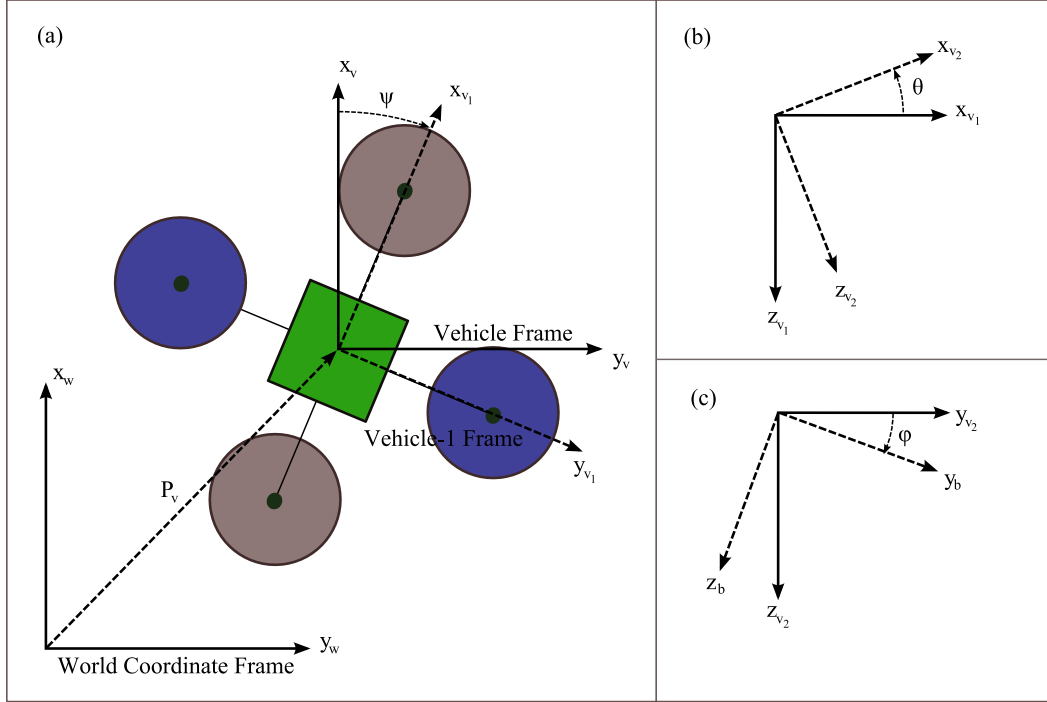 (a)
x_v
ψ
x_v₁
Vehicle Frame
y_v
x_w
Vehicle-1 Frame
y_v₁
P_v
y_w
World Coordinate Frame
(b)
x_v₂
θ
x_v₁
z_v₂
z_v₁
(c)
y_v₂
φ
y_b
z_b
z_v₂